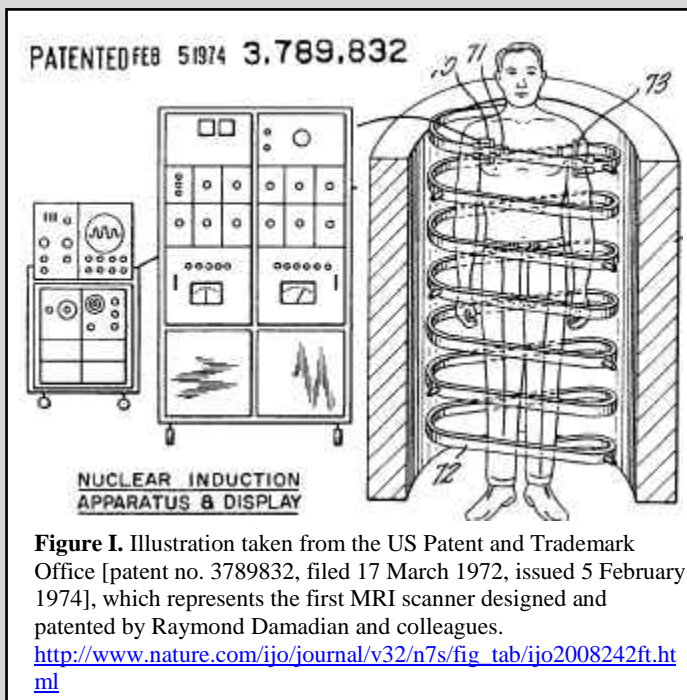 PATENTED FEB 5 1974 3,789,832
71
73
72
NUCLEAR INDUCTION
APPARATUS & DISPLAY
Figure I. Illustration taken from the US Patent and Trademark
Office [patent no. 3789832, filed 17 March 1972, issued 5 February
1974], which represents the first MRI scanner designed and
patented by Raymond Damadian and colleagues.
http://www.nature.com/ijo/journal/v32/n7s/fig_tab/ijo2008242ft.ht
ml